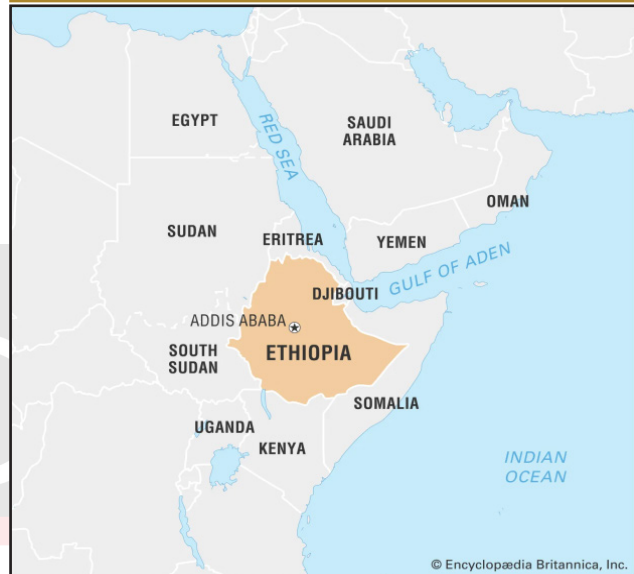 EGYPT
SAUDI
ARABIA
RED SEA
OMAN
SUDAN
ERITREA
YEMEN
GULF OF ADEN
DJIBOUTI
ADDIS ABABA
ETHIOPIA
SOUTH
SUDAN
SOMALIA
UGANDA
KENYA
INDIAN
OCEAN
© Encyclopædia Britannica, Inc.